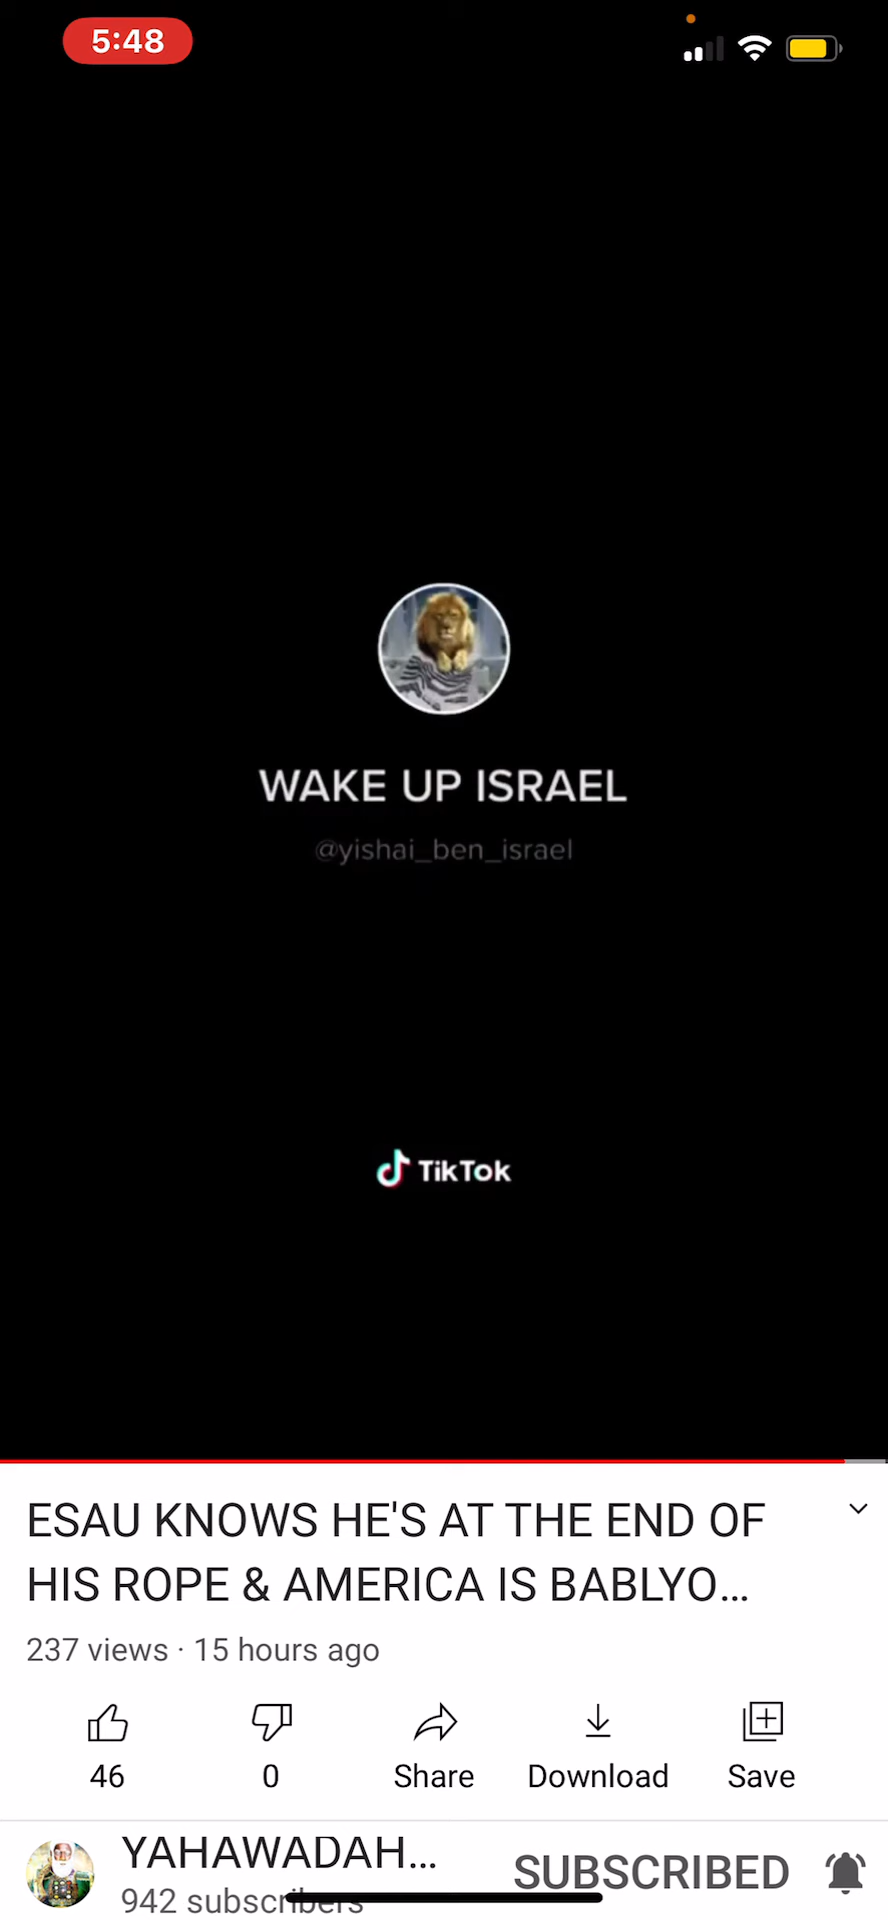 5:48
WAKE UP ISRAEL
@yishai_ben_israel
TikTok
ESAU KNOWS HE'S AT THE END OF
HIS ROPE & AMERICA IS BABLYO...
237 views · 15 hours ago
46
0
Share
Download
Save
YAHAWADAH...
SUBSCRIBED
942 subscribers